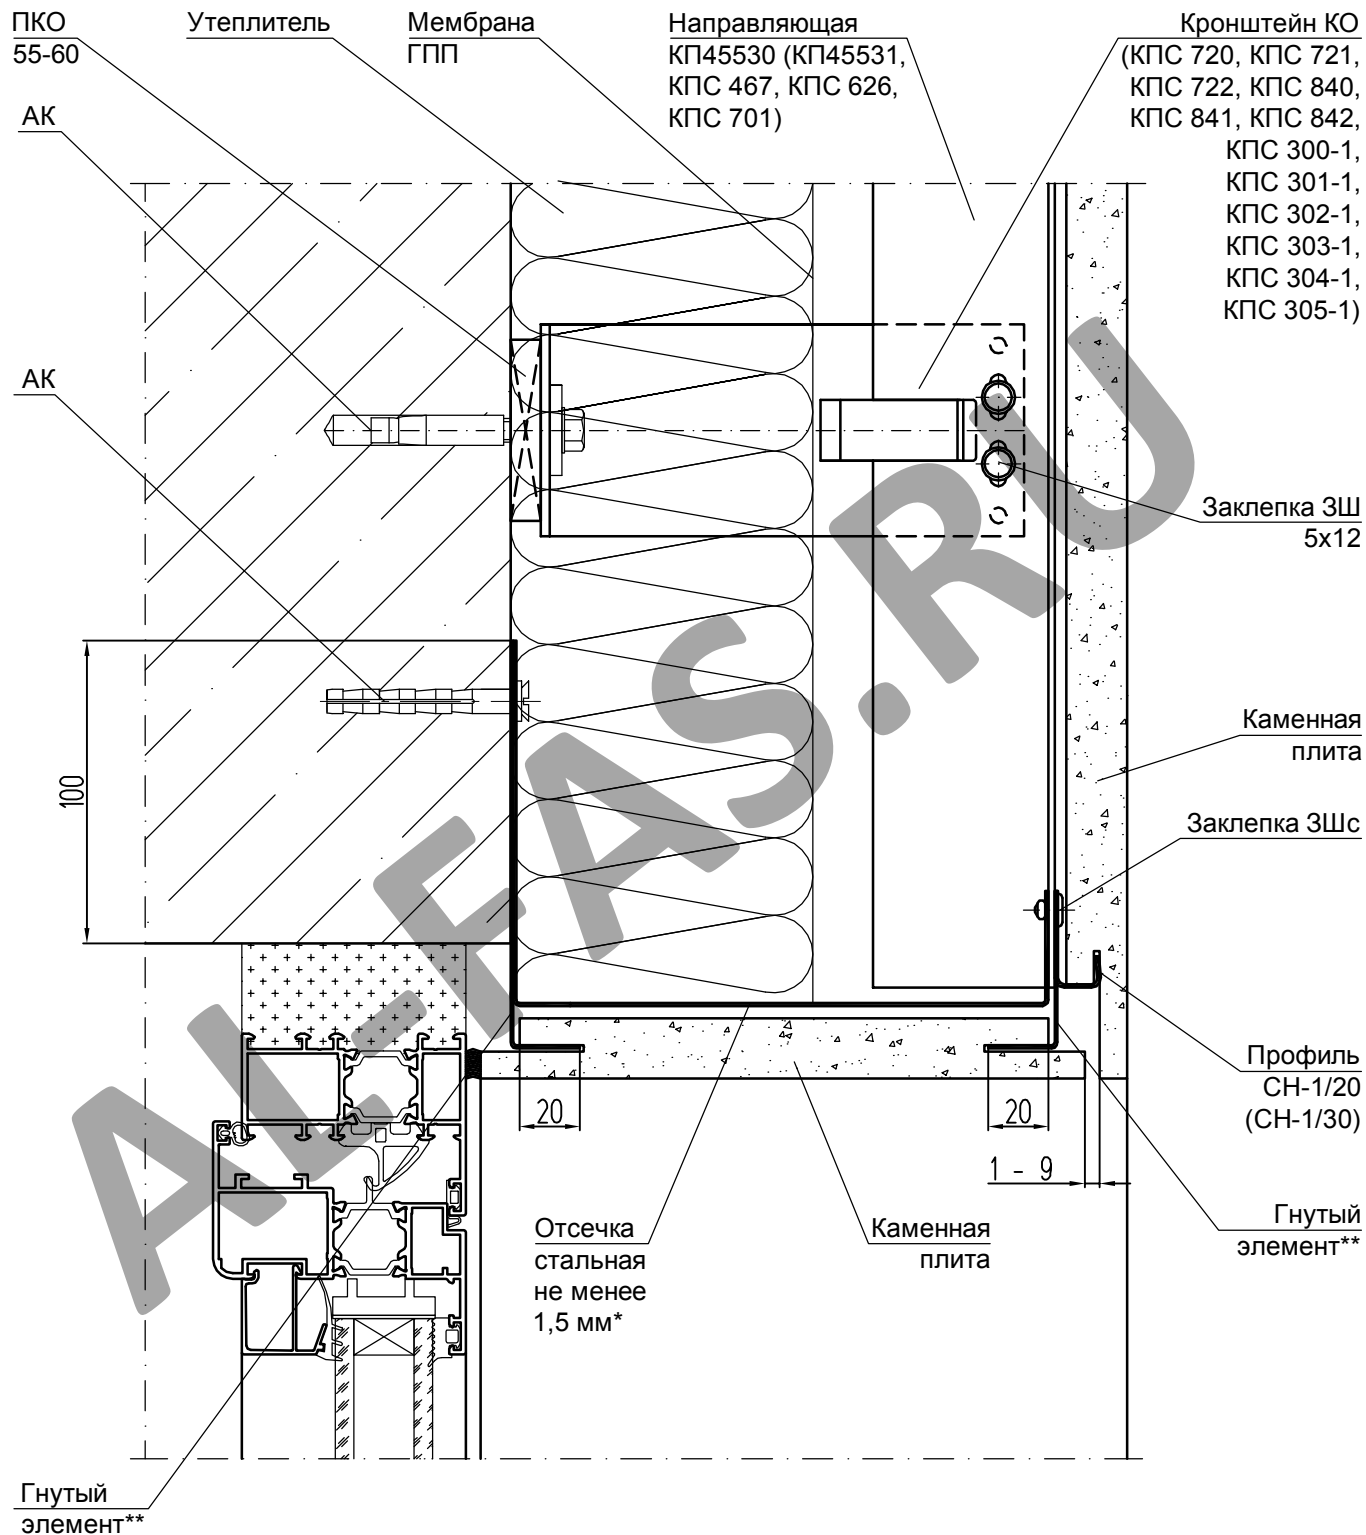 ПКО
55-60
Утеплитель
Мембрана
ГПП
Направляющая
КП45530 (КП45531,
КПС 467, КПС 626,
КПС 701)
Кронштейн КО
(КПС 720, КПС 721,
КПС 722, КПС 840,
КПС 841, КПС 842,
КПС 300-1,
КПС 301-1,
КПС 302-1,
КПС 303-1,
КПС 304-1,
КПС 305-1)
АК
АК
Заклепка ЗШ
5х12
Каменная
плита
Заклепка ЗШс
100
Профиль
СН-1/20
(СН-1/30)
20
20
1 - 9
Отсечка
стальная
не менее
1,5 мм*
Каменная
плита
Гнутый
элемент**
Гнутый
элемент**
AL-FAS.RU